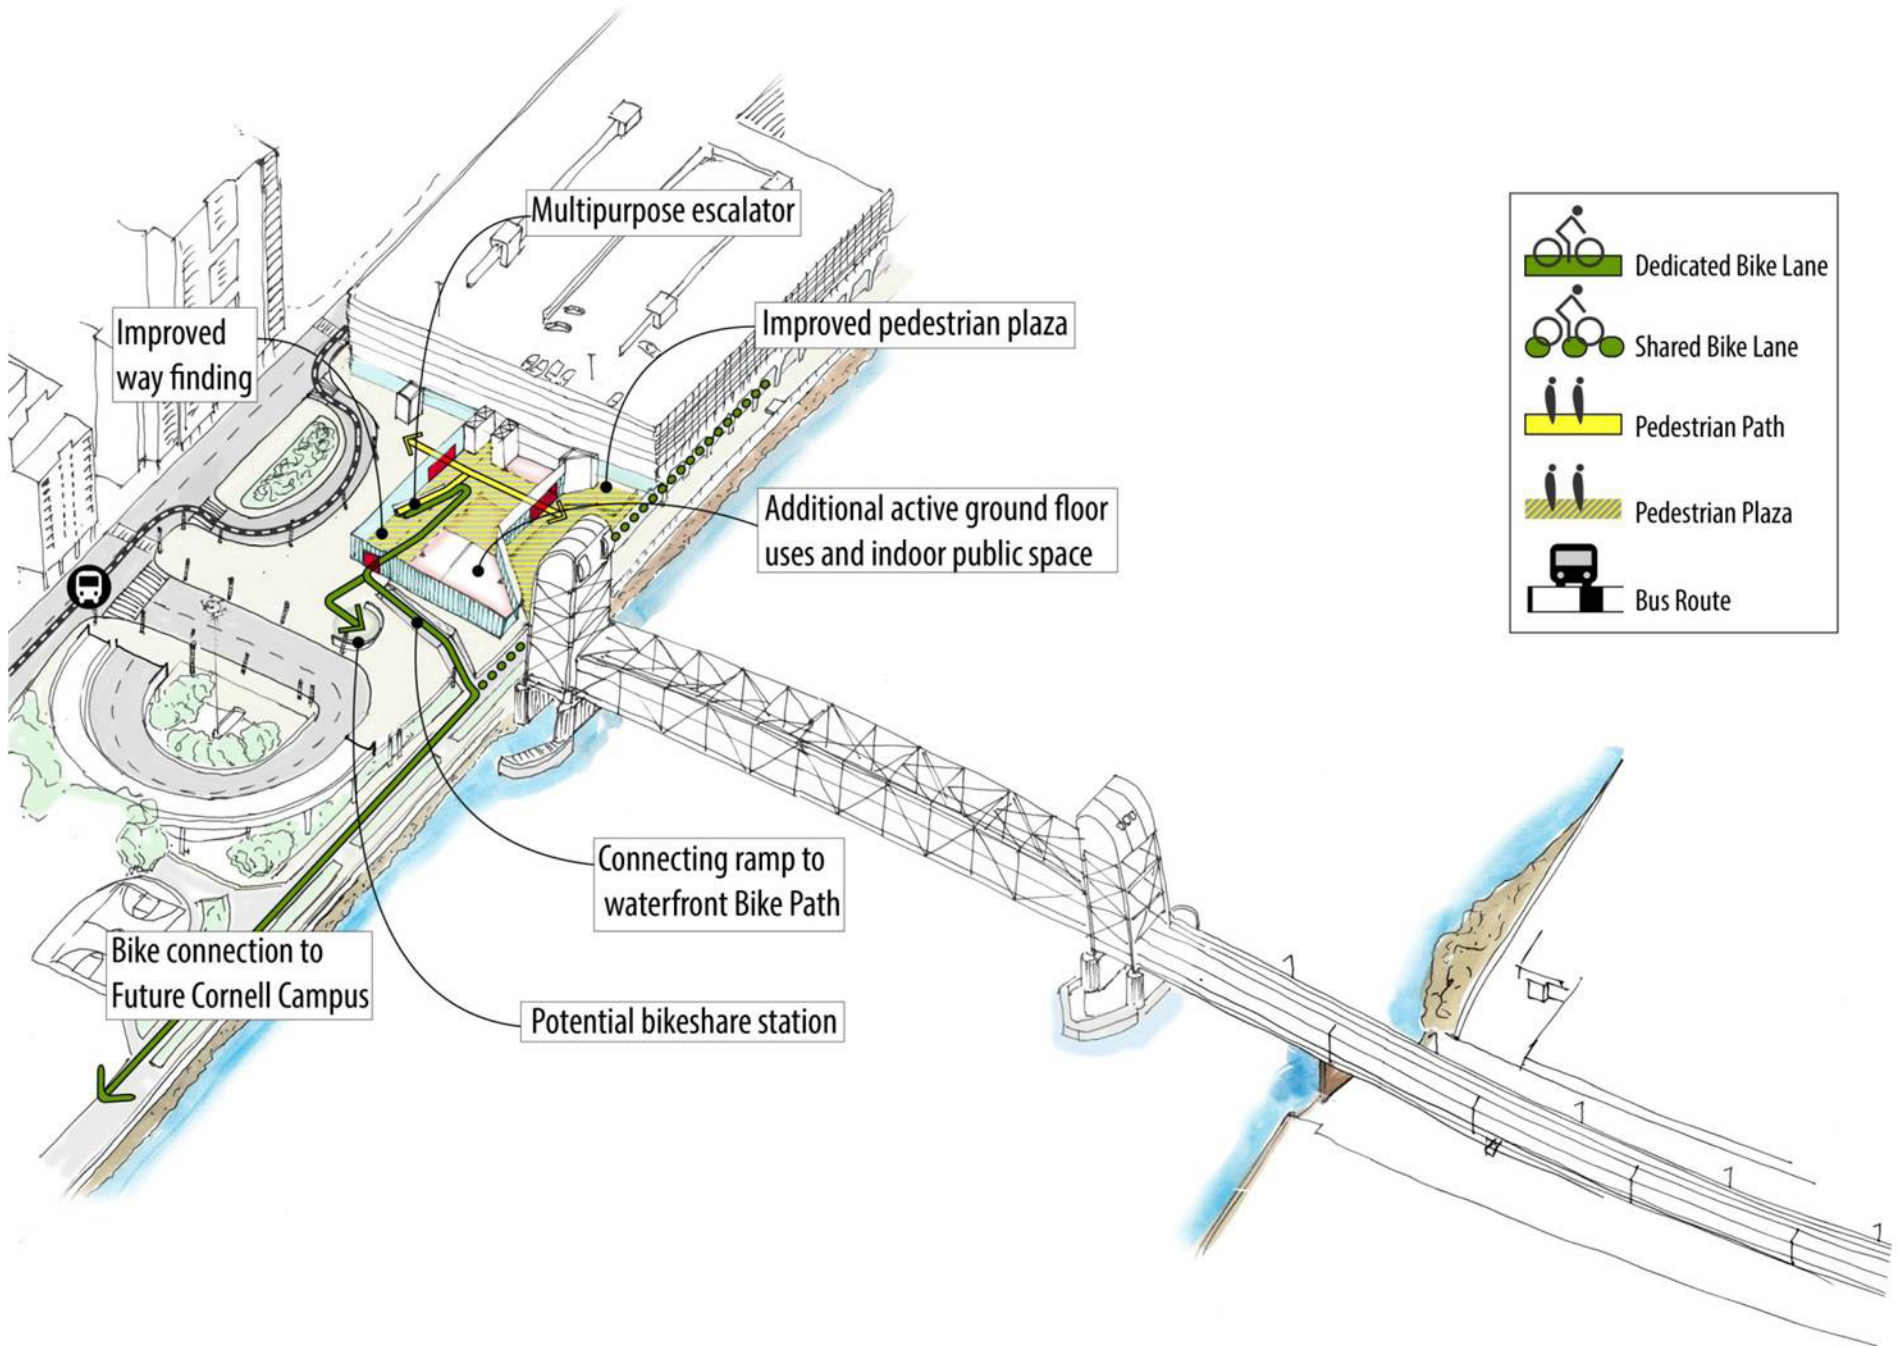 Multipurpose escalator
Improved
way finding
Improved pedestrian plaza
Additional active ground floor
uses and indoor public space
Connecting ramp to
waterfront Bike Path
Bike connection to
Future Cornell Campus
Potential bikeshare station
Dedicated Bike Lane
Shared Bike Lane
Pedestrian Path
Pedestrian Plaza
Bus Route